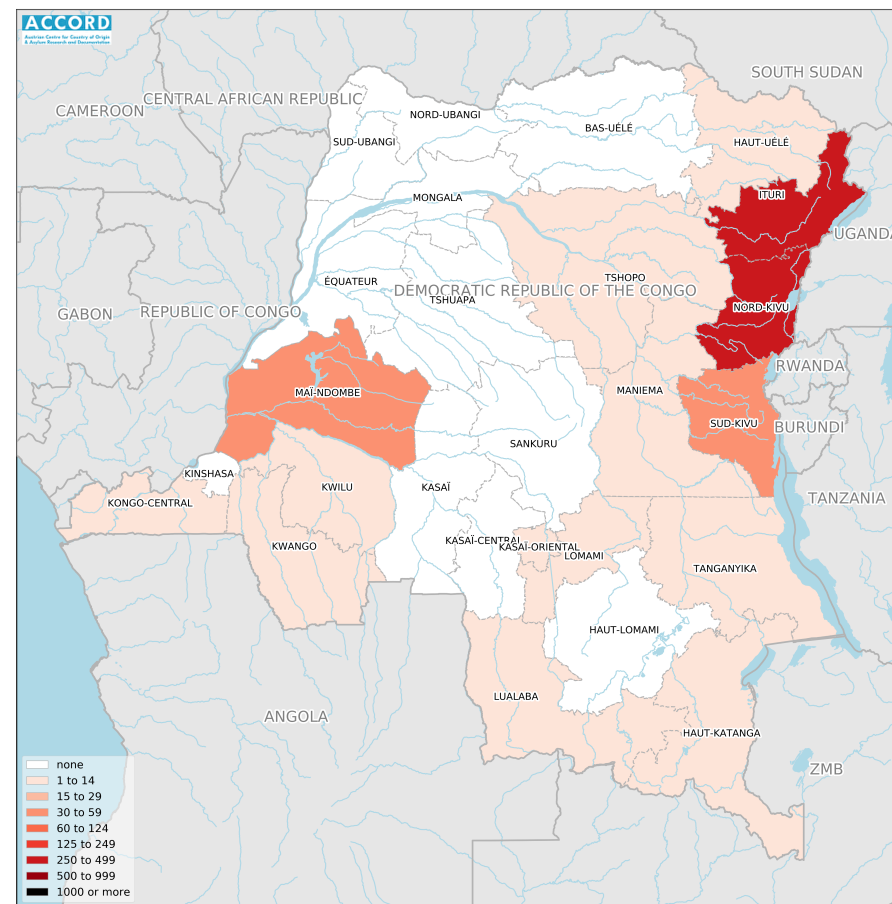 ACCORD
Austrian Centre for Country of Origin
& Asylum Research and Documentation
SOUTH SUDAN
CENTRAL AFRICAN REPUBLIC
CAMEROON
NORD-UBANGI
BAS-UÉLÉ
SUD-UBANGI
HAUT-UÉLÉ
ITURI
MONGALA
UGANDA
TSHOPO
ÉQUATEUR
DEMOCRATIC REPUBLIC OF THE CONGO
TSHUAPA
NORD-KIVU
GABON
REPUBLIC OF CONGO
RWANDA
MANIEMA
MAÏ-NDOMBE
SUD-KIVU
BURUNDI
SANKURU
KINSHASA
KWILU
KASAÏ
TANZANIA
KONGO-CENTRAL
KWANGO
KASAÏ-CENTRAL
KASAÏ-ORIENTAL
LOMAMI
TANGANYIKA
HAUT-LOMAMI
LUALABA
ANGOLA
HAUT-KATANGA
ZMB
none
1 to 14
15 to 29
30 to 59
60 to 124
125 to 249
250 to 499
500 to 999
1000 or more